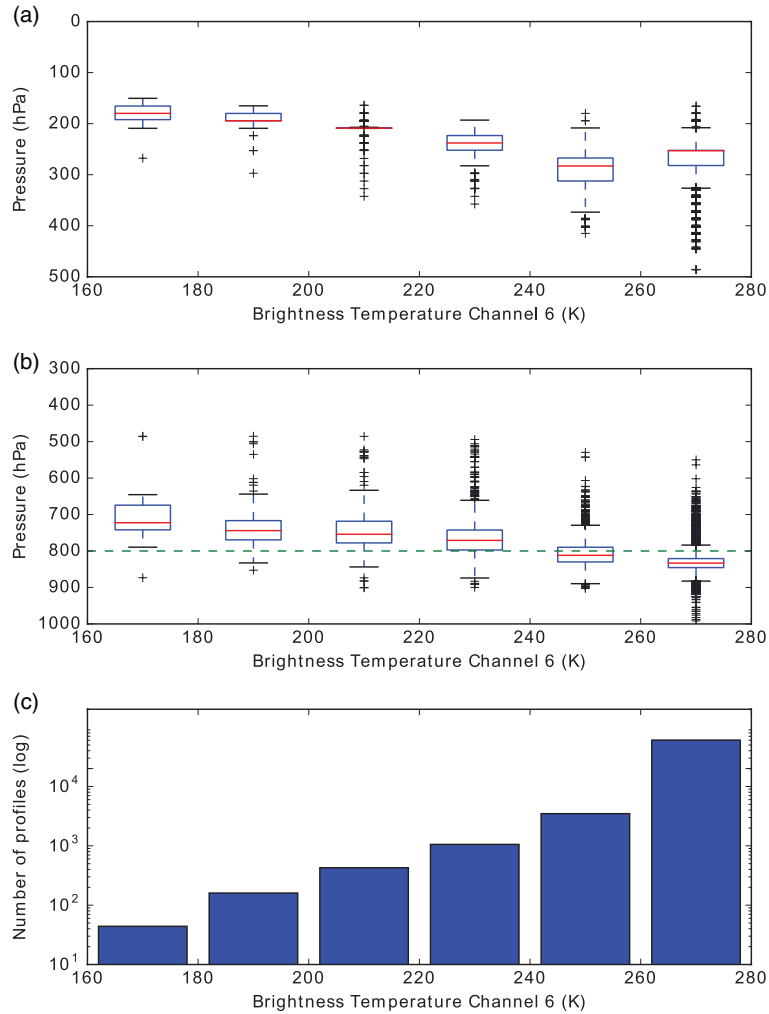 (a)
0
100
200
300
400
500
Pressure (hPa)
160 180 200 220 240 260 280
Brightness Temperature Channel 6 (K)
(b)
300
400
500
600
700
800
900
1000
Pressure (hPa)
160 180 200 220 240 260 280
Brightness Temperature Channel 6 (K)
(c)
10^4
10^3
10^2
10^1
Number of profiles (log)
160 180 200 220 240 260 280
Brightness Temperature Channel 6 (K)